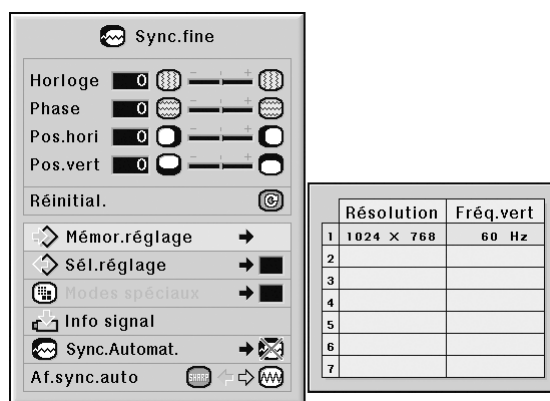 Sync.fine
Horloge 0 - +
Phase 0 - +
Pos.hori 0 - +
Pos.vert 0 - +
Réinitial.
Mémor.réglage
Sél.réglage
Modes spéciaux
Info signal
Sync.Automat.
Af.sync.auto SHARP
Résolution Fréq.vert
1 1024 × 768 60 Hz
2
3
4
5
6
7